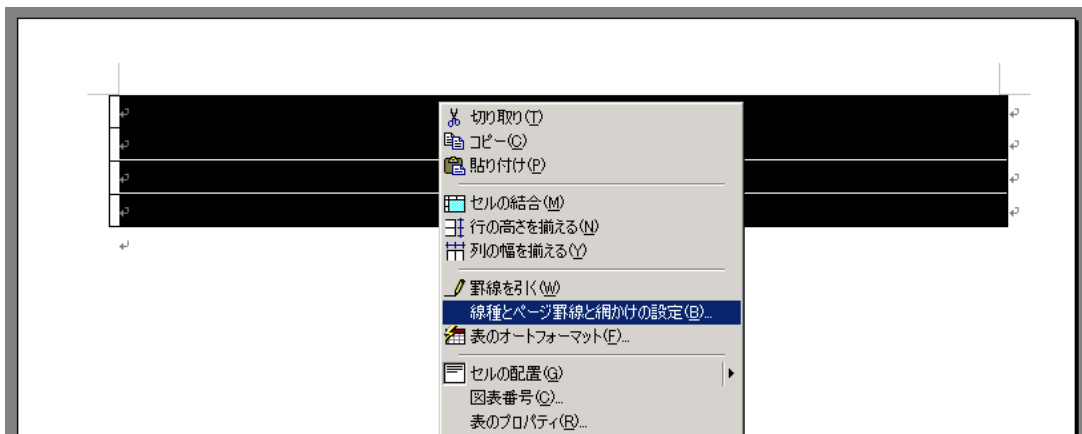 切り取り(T)
コピー(C)
貼り付け(P)
セルの結合(M)
行の高さを揃える(N)
列の幅を揃える(Y)
罫線を引く(W)
線種とページ罫線と網かけの設定(B)...
表のオートフォーマット(F)...
セルの配置(G)
図表番号(C)...
表のプロパティ(R)...